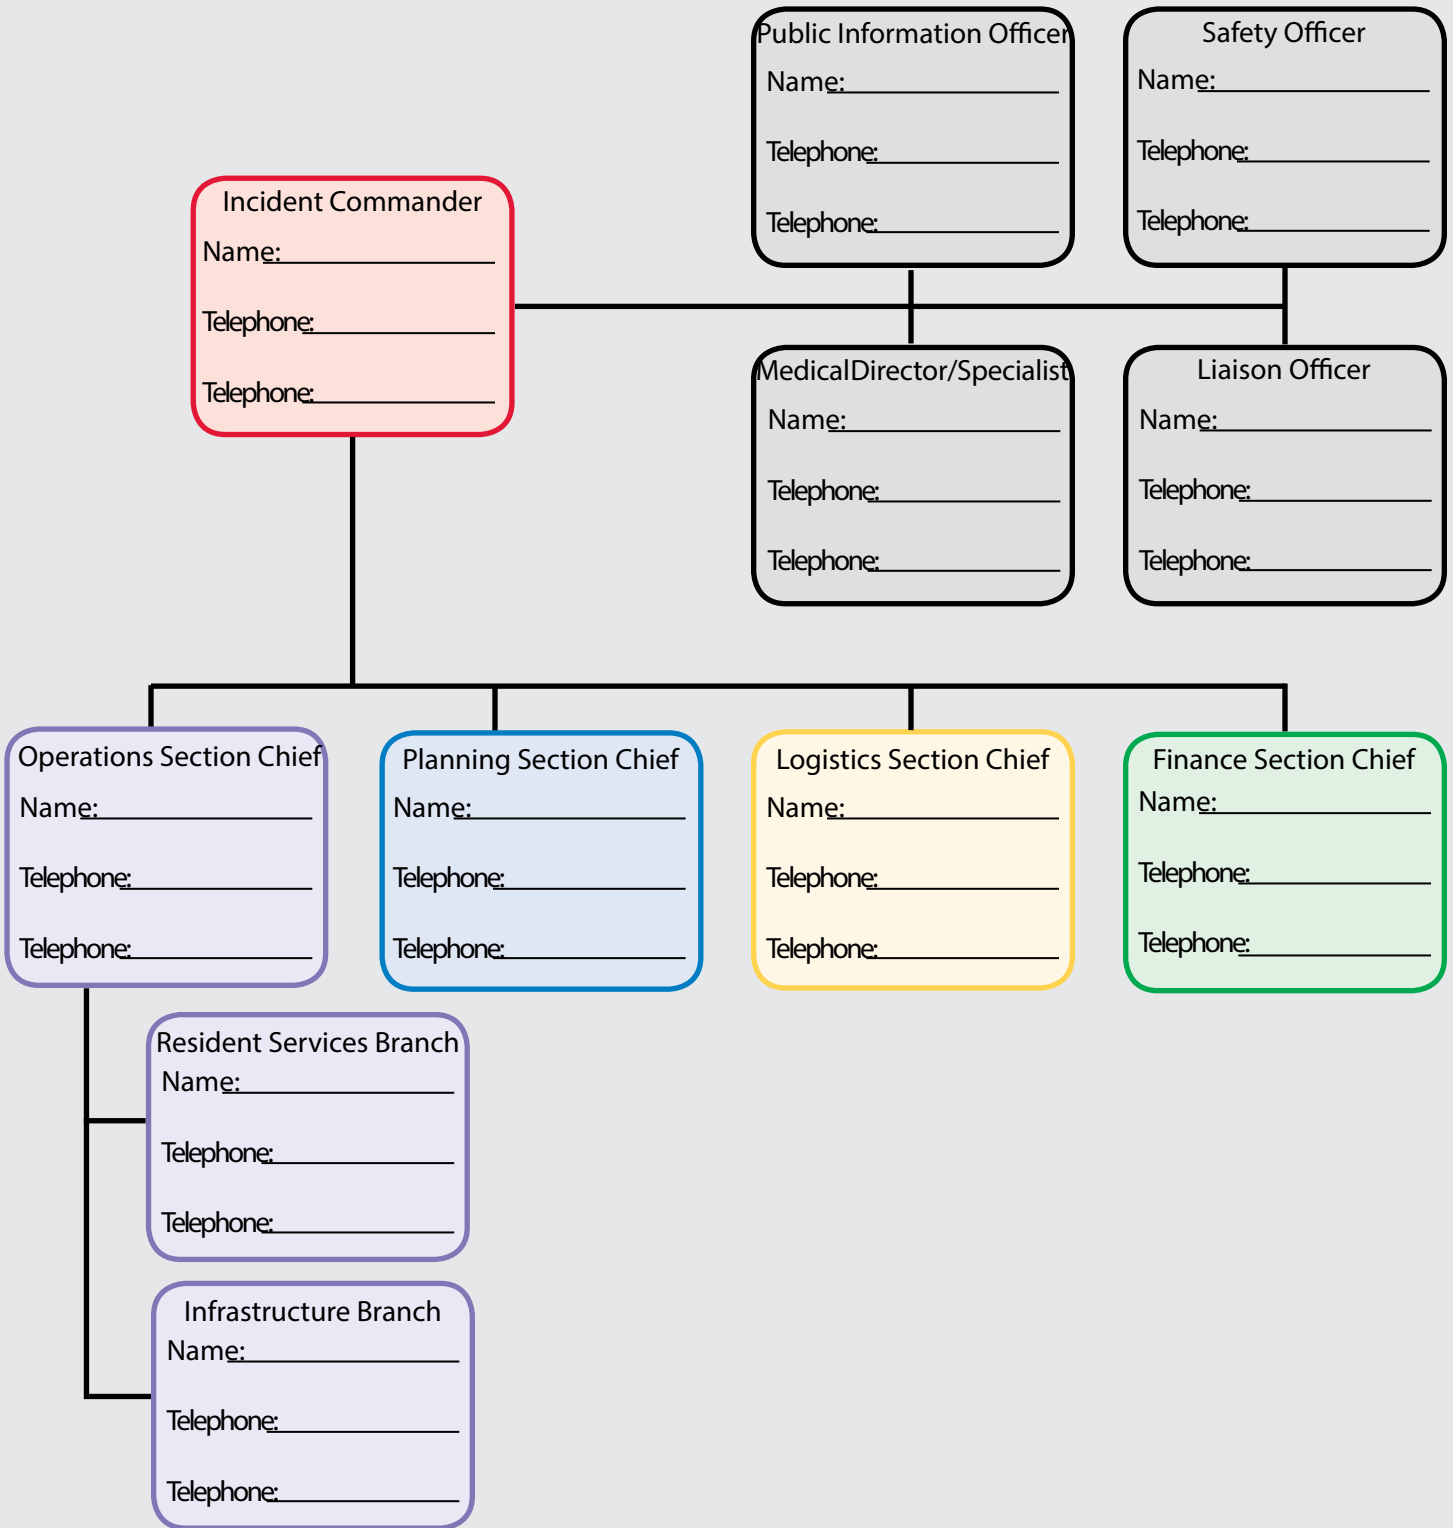 Public Information Officer
Name:
Telephone:
Telephone:
Safety Officer
Name:
Telephone:
Telephone:
Incident Commander
Name:
Telephone:
Telephone:
MedicalDirector/Specialist
Name:
Telephone:
Telephone:
Liaison Officer
Name:
Telephone:
Telephone:
Operations Section Chief
Name:
Telephone:
Telephone:
Planning Section Chief
Name:
Telephone:
Telephone:
Logistics Section Chief
Name:
Telephone:
Telephone:
Finance Section Chief
Name:
Telephone:
Telephone:
Resident Services Branch
Name:
Telephone:
Telephone:
Infrastructure Branch
Name:
Telephone:
Telephone: